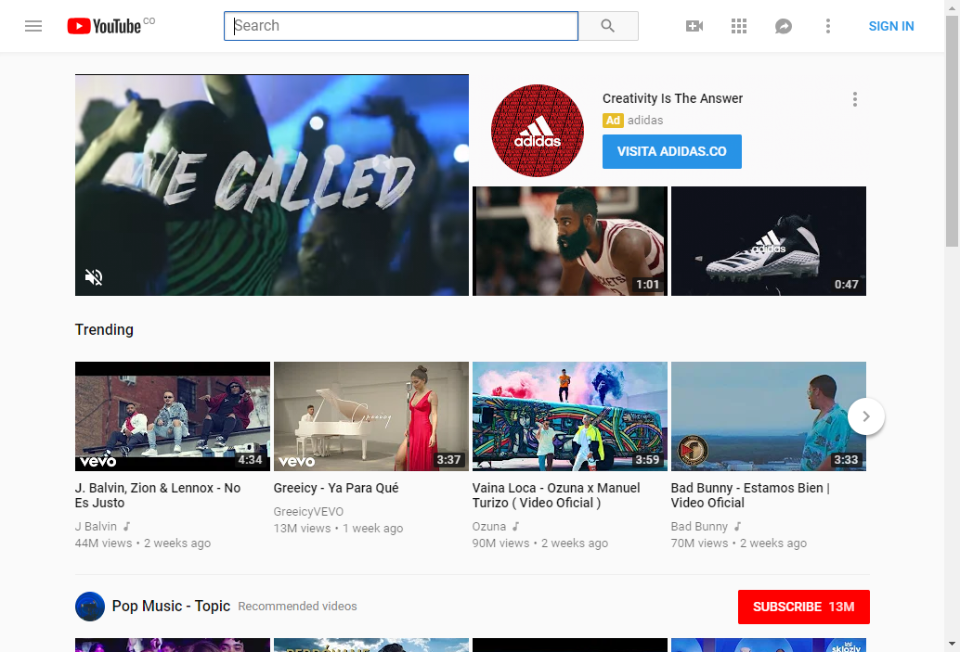 YouTube CO
Search
SIGN IN
WE CALLED
adidas
Creativity Is The Answer
Ad adidas
VISITA ADIDAS.CO
1:01
adidas
0:47
Trending
vevo
4:34
Greeicy
vevo
3:37
3:59
3:33
J. Balvin, Zion & Lennox - No
Es Justo
J Balvin
44M views • 2 weeks ago
Greeicy - Ya Para Qué
GreeicyVEVO
13M views • 1 week ago
Vaina Loca - Ozuna x Manuel
Turizo ( Video Oficial )
Ozuna
90M views • 2 weeks ago
Bad Bunny - Estamos Bien |
Video Oficial
Bad Bunny
70M views • 2 weeks ago
Pop Music - Topic Recommended videos
SUBSCRIBE 13M